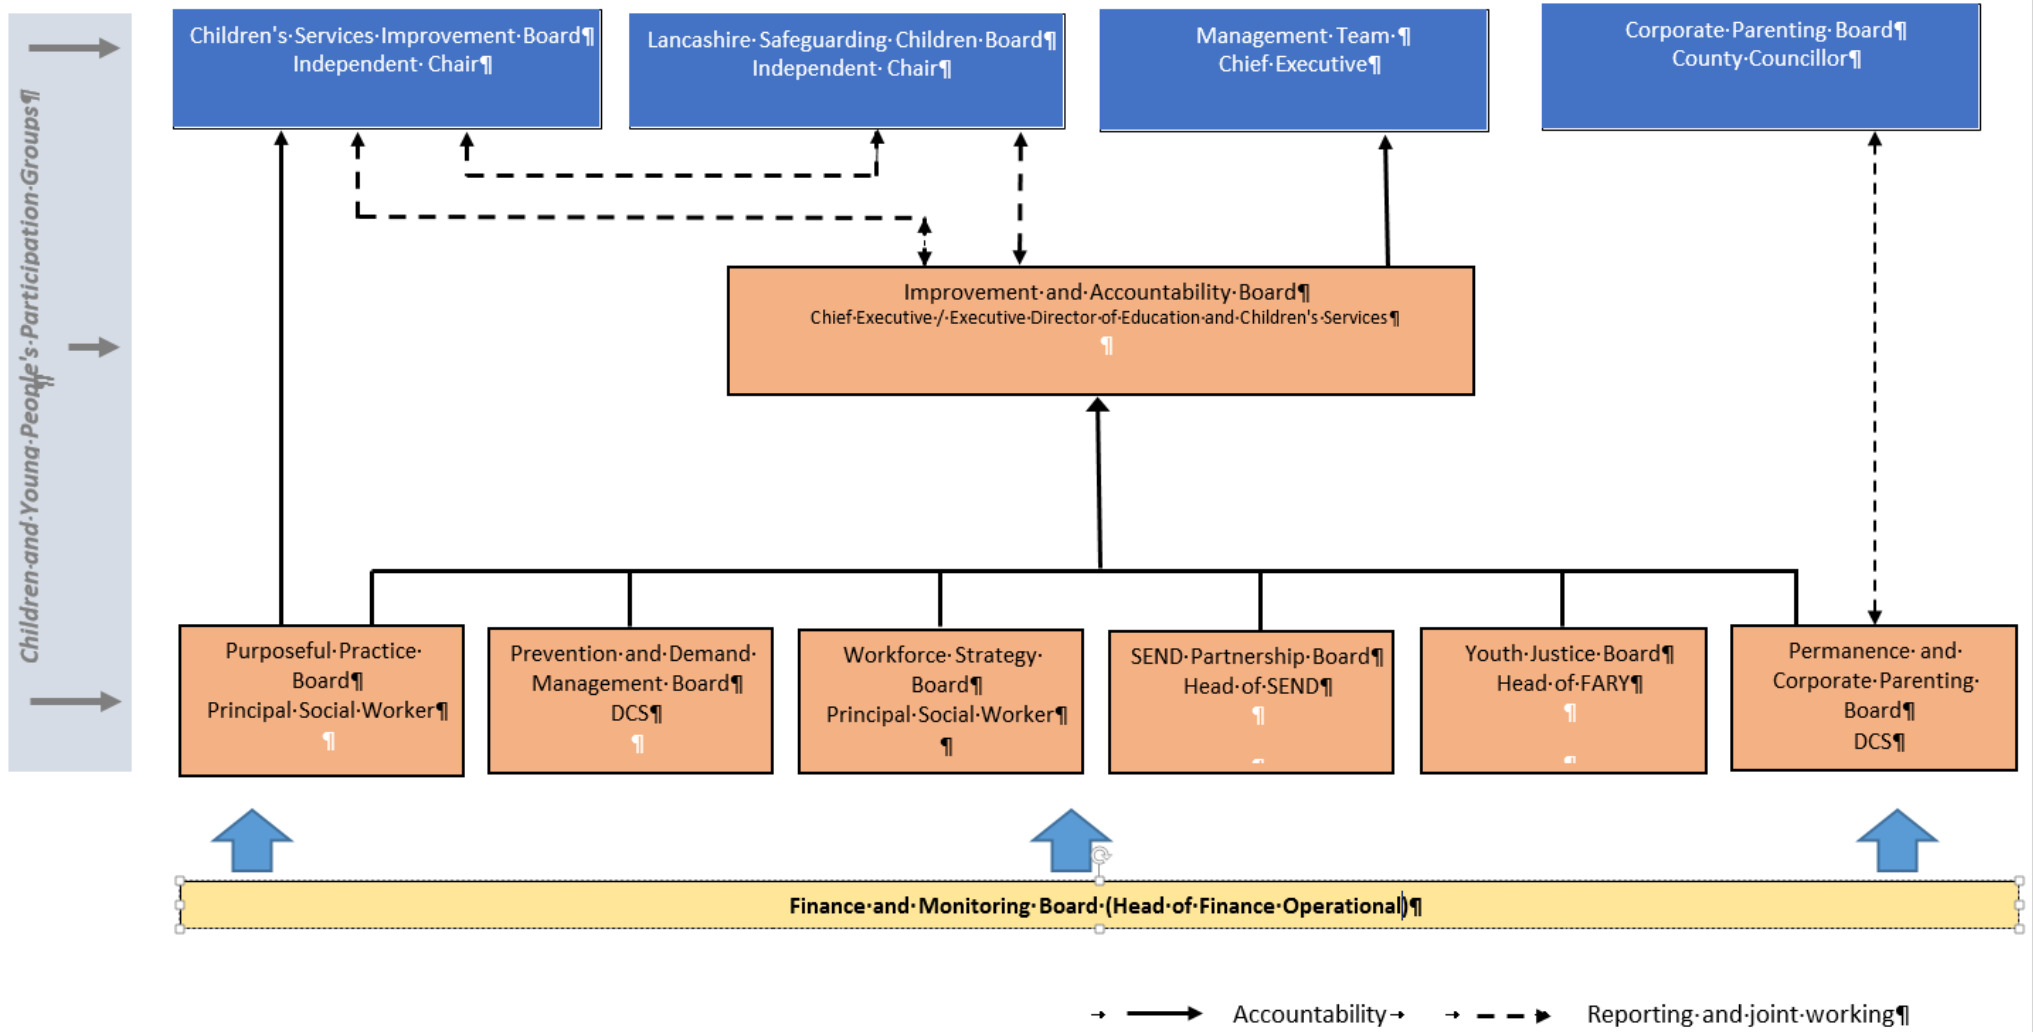 Children's Services Improvement Board¶
Independent Chair¶
Lancashire Safeguarding Children Board¶
Independent Chair¶
Management Team ¶
Chief Executive¶
Corporate Parenting Board¶
County Councillor¶
Children and Young People's Participation Groups¶
¶
Improvement and Accountability Board¶
Chief Executive / Executive Director of Education and Children's Services¶
¶
Purposeful Practice
Board¶
Principal Social Worker¶
¶
Prevention and Demand
Management Board¶
DCS¶
¶
Workforce Strategy
Board¶
Principal Social Worker¶
¶
SEND Partnership Board¶
Head of SEND¶
¶
¶
Youth Justice Board¶
Head of FARY¶
¶
¶
Permanence and
Corporate Parenting
Board¶
DCS¶
Finance and Monitoring Board (Head of Finance Operational)¶
→ Accountability→ → Reporting and joint working¶